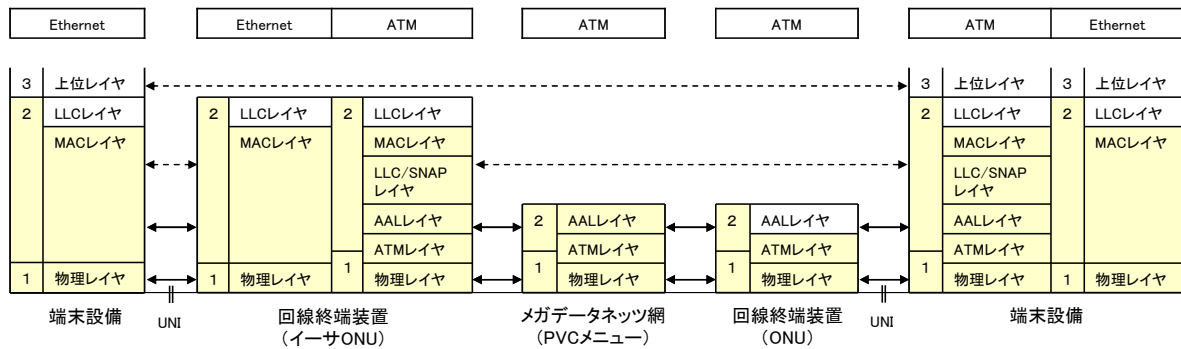 Ethernet Ethernet ATM ATM ATM ATM Ethernet
3 上位レイヤ 3 上位レイヤ 3 上位レイヤ
2 LLCレイヤ 2 LLCレイヤ 2 LLCレイヤ 2 LLCレイヤ 2 LLCレイヤ
MACレイヤ MACレイヤ MACレイヤ MACレイヤ MACレイヤ
LLC/SNAP LLC/SNAP
レイヤ レイヤ
AALレイヤ 2 AALレイヤ 2 AALレイヤ AALレイヤ
ATMレイヤ ATMレイヤ ATMレイヤ ATMレイヤ
1 物理レイヤ 1 物理レイヤ 1 物理レイヤ 1 物理レイヤ 1 物理レイヤ 1 物理レイヤ 1 物理レイヤ
端末設備 UNI 回線終端装置 メガデータネッツ網 回線終端装置 UNI 端末設備
（イーサONU） （PVCメニュー） （ONU）